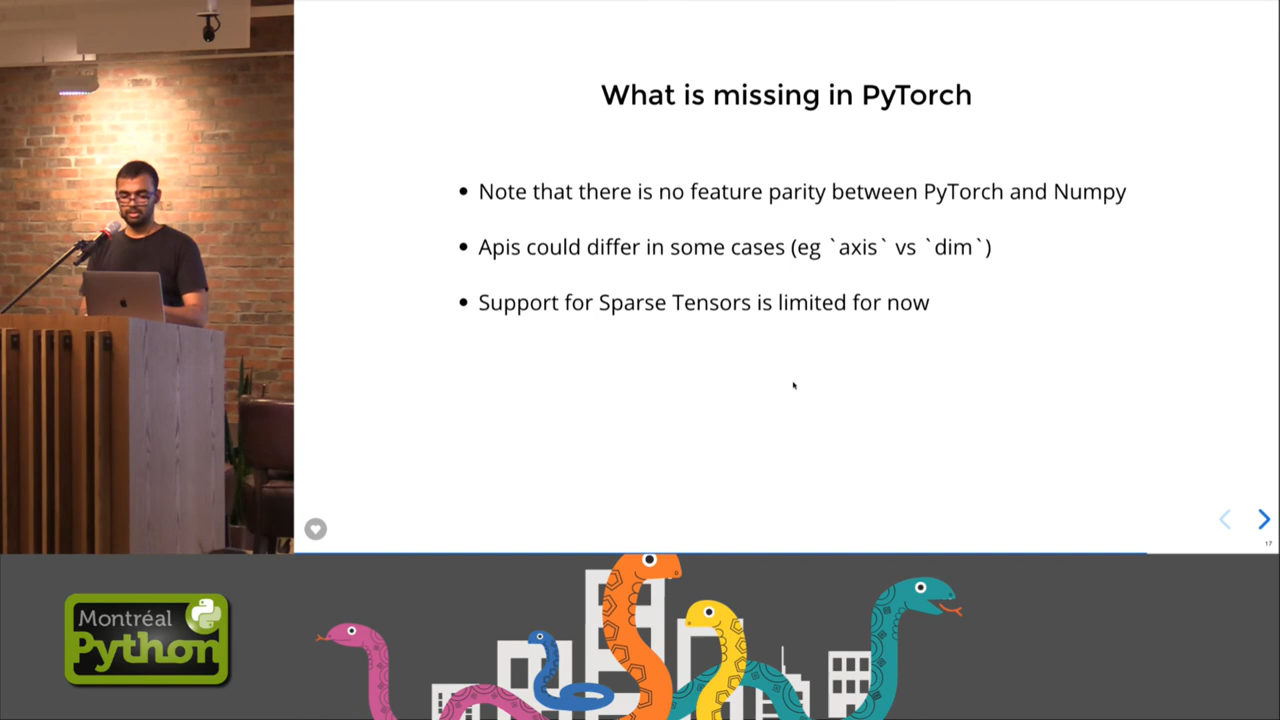 What is missing in PyTorch
Note that there is no feature parity between PyTorch and Numpy
Apis could differ in some cases (eg `axis` vs `dim`)
Support for Sparse Tensors is limited for now
17
Montréal
Python